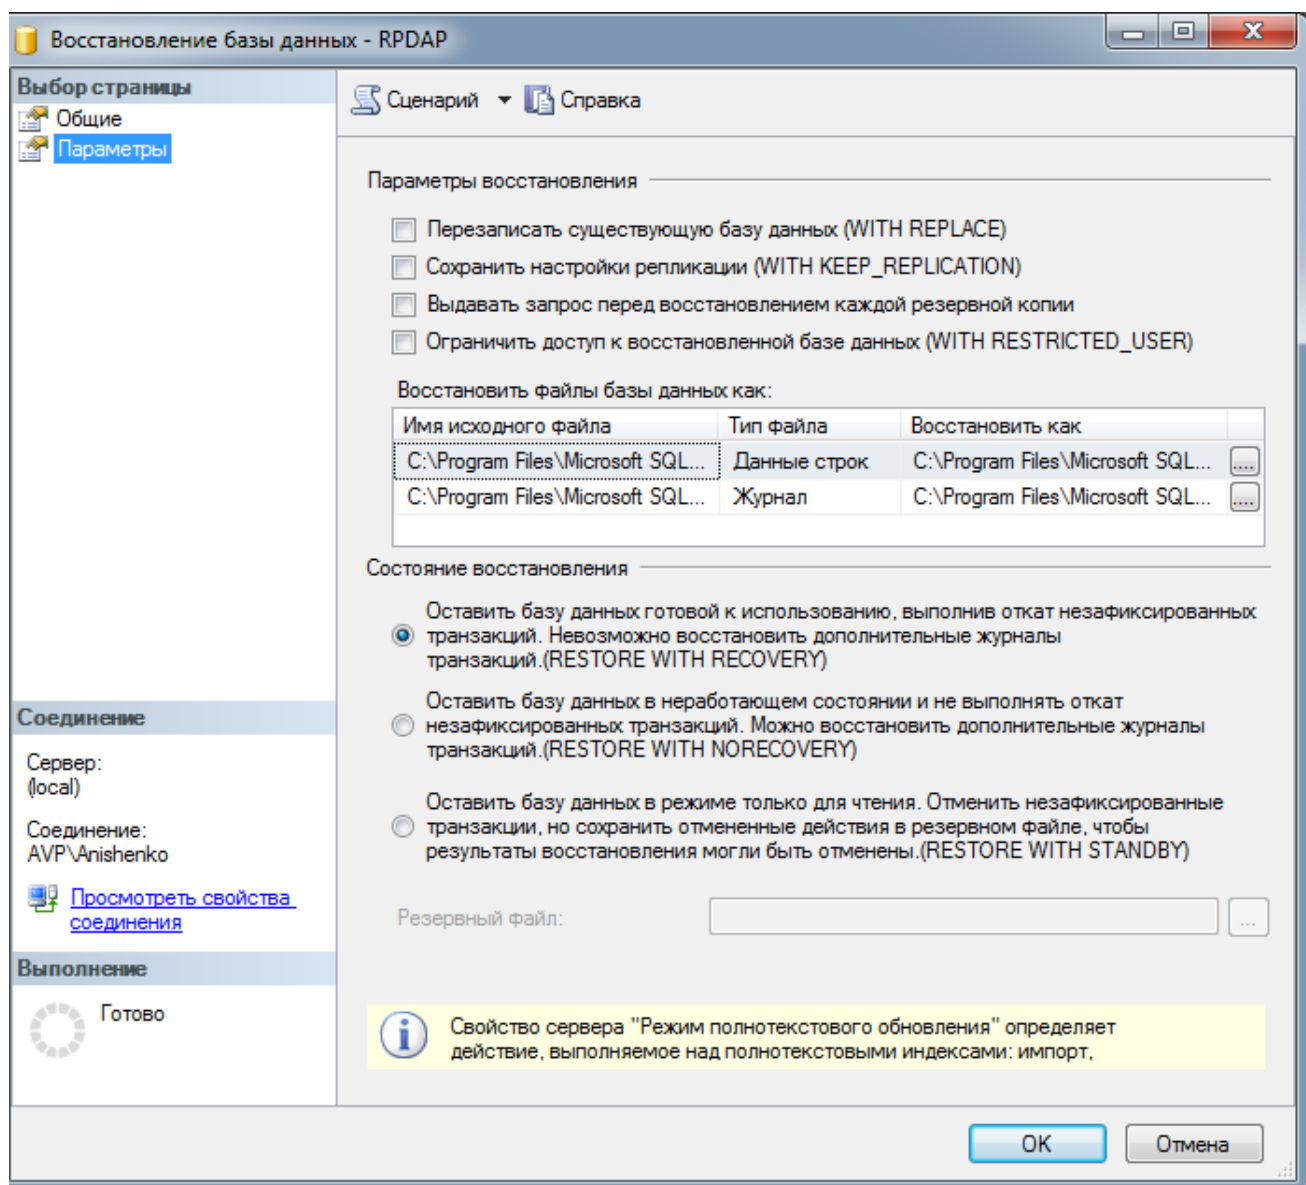 Восстановление базы данных - RPDAP
Выбор страницы
Общие
Параметры
Сценарий
Справка
Параметры восстановления
Перезаписать существующую базу данных (WITH REPLACE)
Сохранить настройки репликации (WITH KEEP_REPLICATION)
Выдавать запрос перед восстановлением каждой резервной копии
Ограничить доступ к восстановленной базе данных (WITH RESTRICTED_USER)
Восстановить файлы базы данных как:
Имя исходного файла Тип файла Восстановить как
C:\Program Files\Microsoft SQL... Данные строк C:\Program Files\Microsoft SQL... ....
C:\Program Files\Microsoft SQL... Журнал C:\Program Files\Microsoft SQL... ....
Состояние восстановления
Оставить базу данных готовой к использованию, выполнив откат незафиксированных
транзакций. Невозможно восстановить дополнительные журналы
транзакций.(RESTORE WITH RECOVERY)
Оставить базу данных в неработающем состоянии и не выполнять откат
незафиксированных транзакций. Можно восстановить дополнительные журналы
транзакций.(RESTORE WITH NORECOVERY)
Оставить базу данных в режиме только для чтения. Отменить незафиксированные
транзакции, но сохранить отмененные действия в резервном файле, чтобы
результаты восстановления могли быть отменены.(RESTORE WITH STANDBY)
Резервный файл:
...
Соединение
Сервер:
(local)
Соединение:
AVP\Anishenko
Просмотреть свойства
соединения
Выполнение
Готово
Свойство сервера "Режим полнотекстового обновления" определяет
действие, выполняемое над полнотекстовыми индексами: импорт,
OK
Отмена